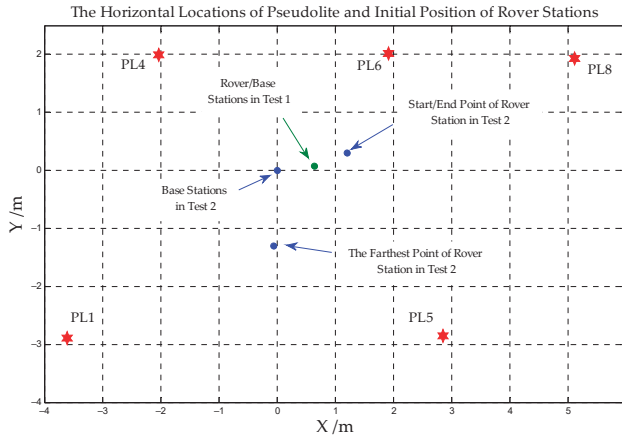 The Horizontal Locations of Pseudolite and Initial Position of Rover Stations
2
1
0
−1
−2
−3
−4
Y /m
PL4
PL6
PL8
Rover/Base
Stations in Test 1
Start/End Point of Rover
Station in Test 2
Base Stations
in Test 2
The Farthest Point of Rover
Station in Test 2
PL1
PL5
−4 −3 −2 −1 0 1 2 3 4 5 6
X /m